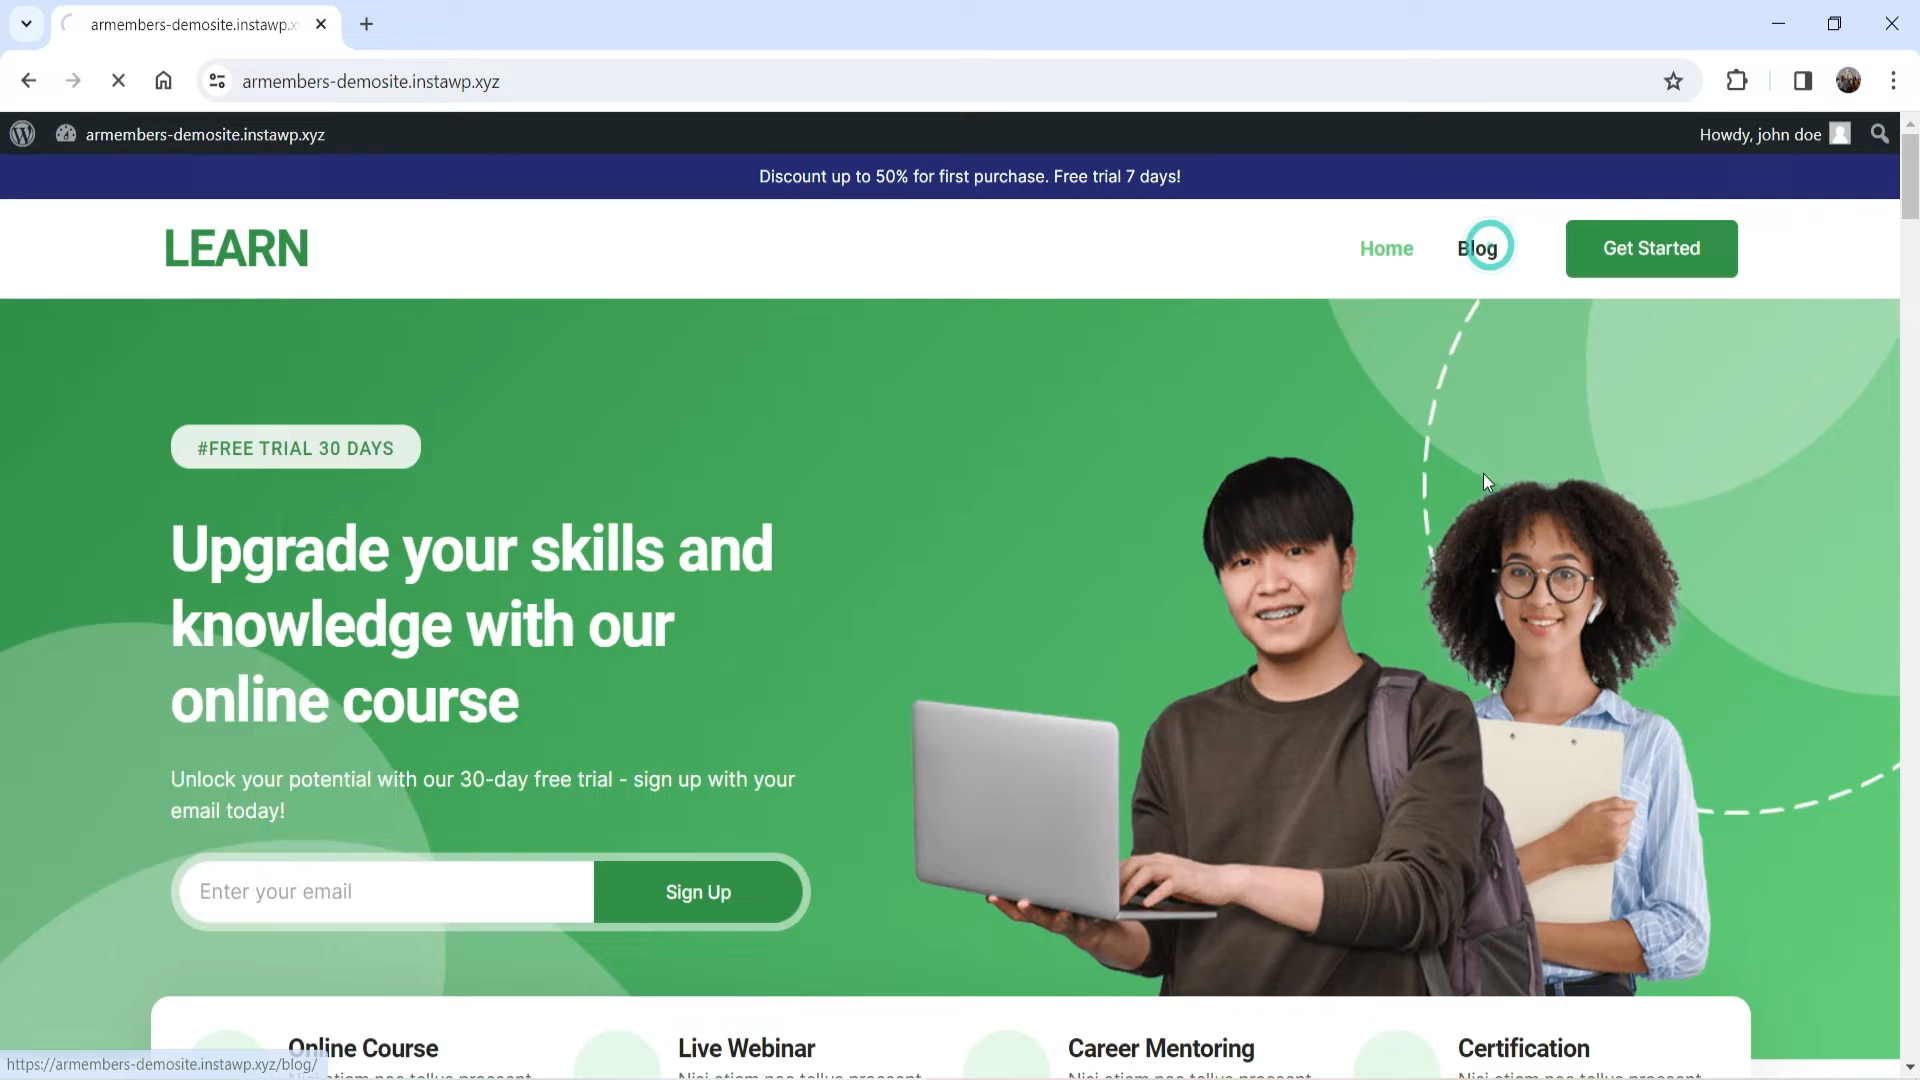 armembers-demosite.instawp.x
armembers-demosite.instawp.xyz
armembers-demosite.instawp.xyz
Howdy, john doe
Discount up to 50% for first purchase. Free trial 7 days!
LEARN
Home
Blog
Get Started
#FREE TRIAL 30 DAYS
Upgrade your skills and
knowledge with our
online course
Unlock your potential with our 30-day free trial - sign up with your
email today!
Enter your email
Sign Up
Online Course
Live Webinar
Career Mentoring
Certification
https://armembers-demosite.instawp.xyz/blog/